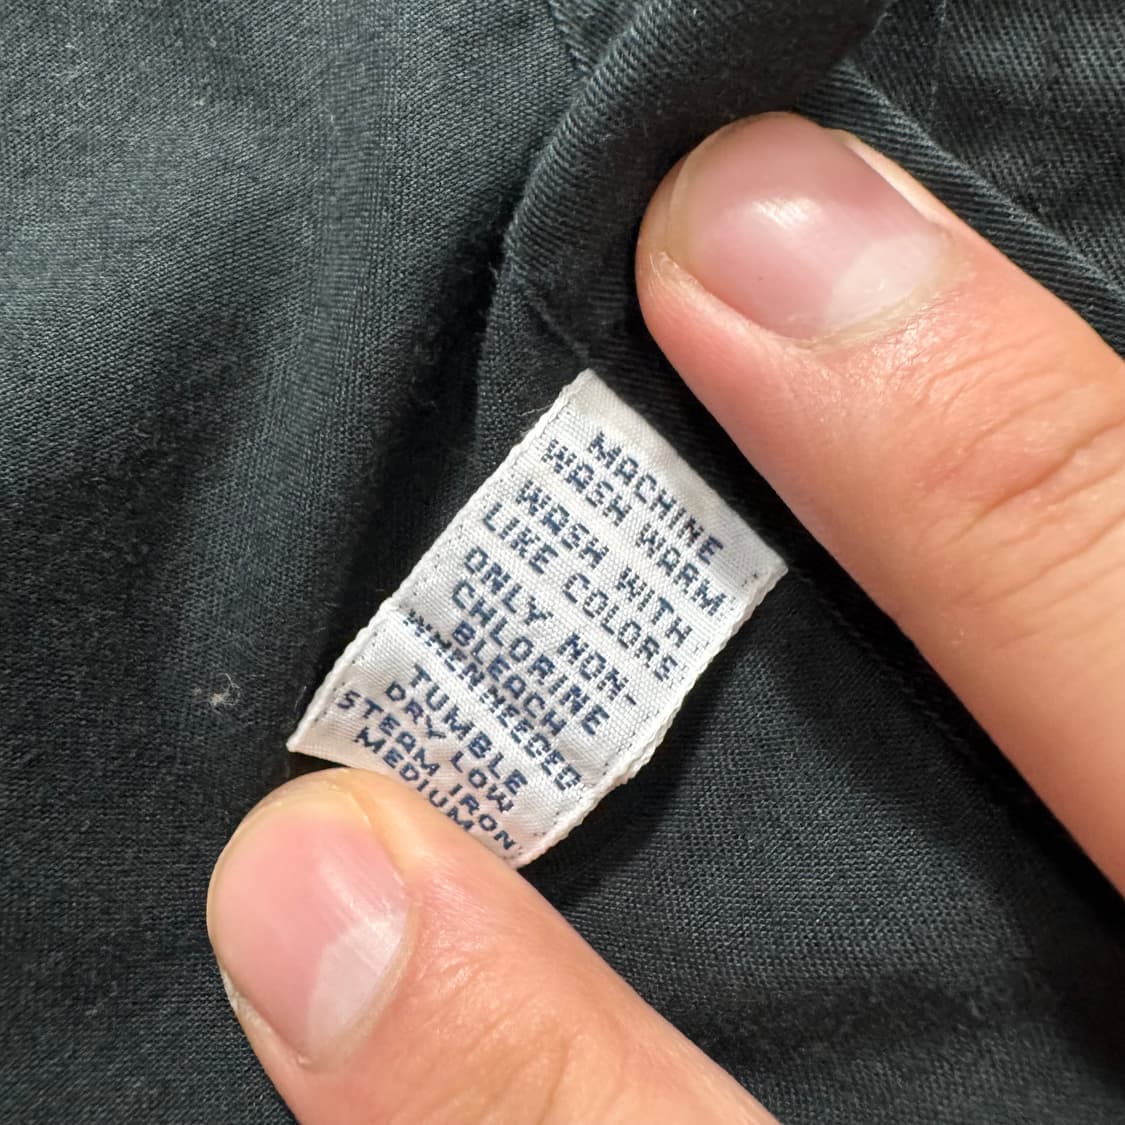 MACHINE
WASH WARM
WASH WITH
LIKE COLORS
ONLY NON-
CHLORINE
BLEACH
WHEN NEEDED
TUMBLE
DRY LOW
STEAM IRON
MEDIUM